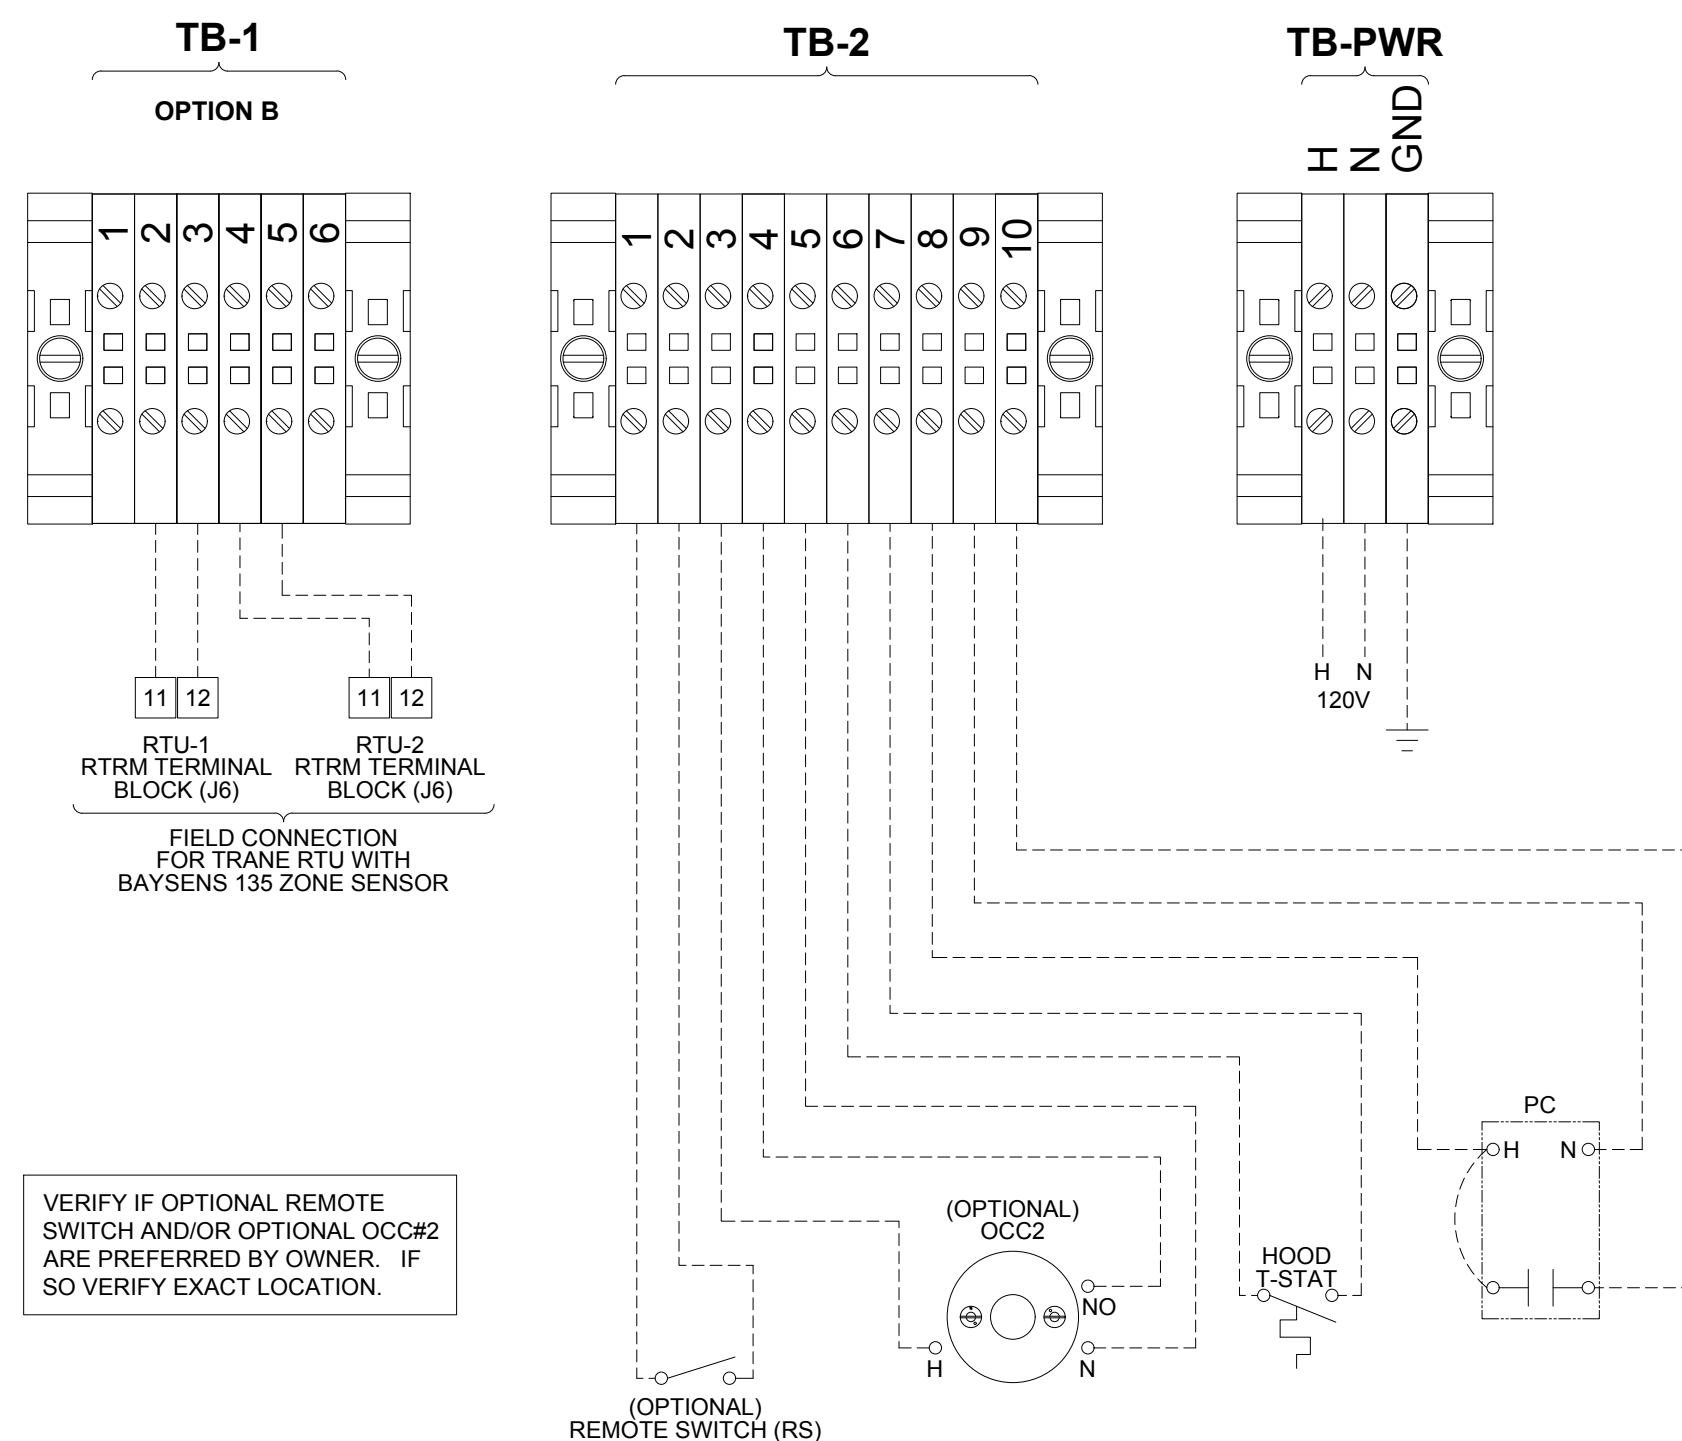 TB-1
OPTION B
1 2 3 4 5 6
11 12
11 12
RTU-1
RTRM TERMINAL
BLOCK (J6)
RTU-2
RTRM TERMINAL
BLOCK (J6)
FIELD CONNECTION
FOR TRANE RTU WITH
BAYSENS 135 ZONE SENSOR
VERIFY IF OPTIONAL REMOTE
SWITCH AND/OR OPTIONAL OCC#2
ARE PREFERRED BY OWNER. IF
SO VERIFY EXACT LOCATION.
TB-2
1 2 3 4 5 6 7 8 9 10
(OPTIONAL)
REMOTE SWITCH (RS)
(OPTIONAL)
OCC2
NO
H
N
HOOD
T-STAT
TB-PWR
H N GND
H N
120V
PC
H N